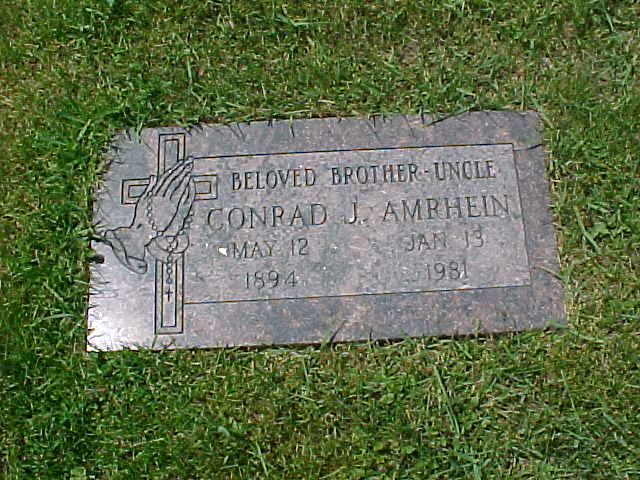 BELOVED BROTHER-UNCLE
CONRAD J. AMRHEIN
MAY 12 JAN 13
1894 1981